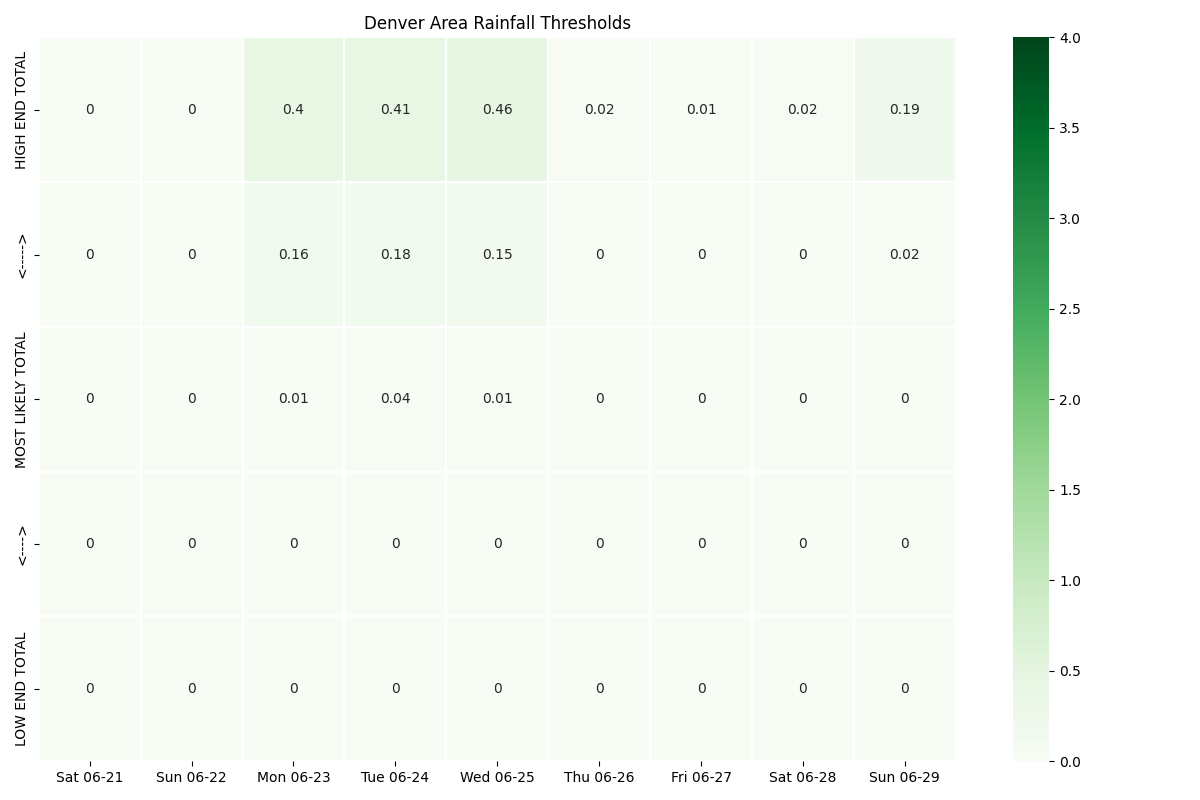 Denver Area Rainfall Thresholds
HIGH END TOTAL
0 0 0.4 0.41 0.46 0.02 0.01 0.02 0.19
<----->
0 0 0.16 0.18 0.15 0 0 0 0.02
MOST LIKELY TOTAL
0 0 0.01 0.04 0.01 0 0 0 0
<---->
0 0 0 0 0 0 0 0 0
LOW END TOTAL
0 0 0 0 0 0 0 0 0
Sat 06-21 Sun 06-22 Mon 06-23 Tue 06-24 Wed 06-25 Thu 06-26 Fri 06-27 Sat 06-28 Sun 06-29
4.0
3.5
3.0
2.5
2.0
1.5
1.0
0.5
0.0